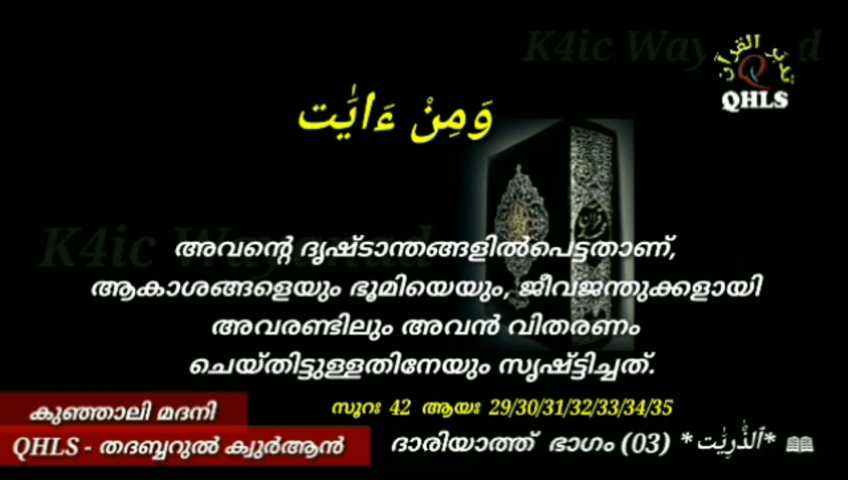 K4ic Wayanad
تدبر القرآن
QHLS
وَمِنْ ءَايَٰت
K4ic Wayanad
അവന്റെ ദൃഷ്ടാന്തങ്ങളിൽപെട്ടതാണ്,
ആകാശങ്ങളെയും ഭൂമിയെയും, ജീവജന്തുക്കളായി
അവരണ്ടിലും അവൻ വിതരണം
ചെയ്തിട്ടുള്ളതിനേയും സൃഷ്ട്ടിച്ചത്.
കുഞ്ഞാലി മദനി
സൂറഃ 42 ആയഃ 29/30/31/32/33/34/35
QHLS - തദബ്ബറുൽ ക്വുർആൻ
ദാരിയാത്ത് ഭാഗം (03) *ٱلذَّٰرِيَٰت*